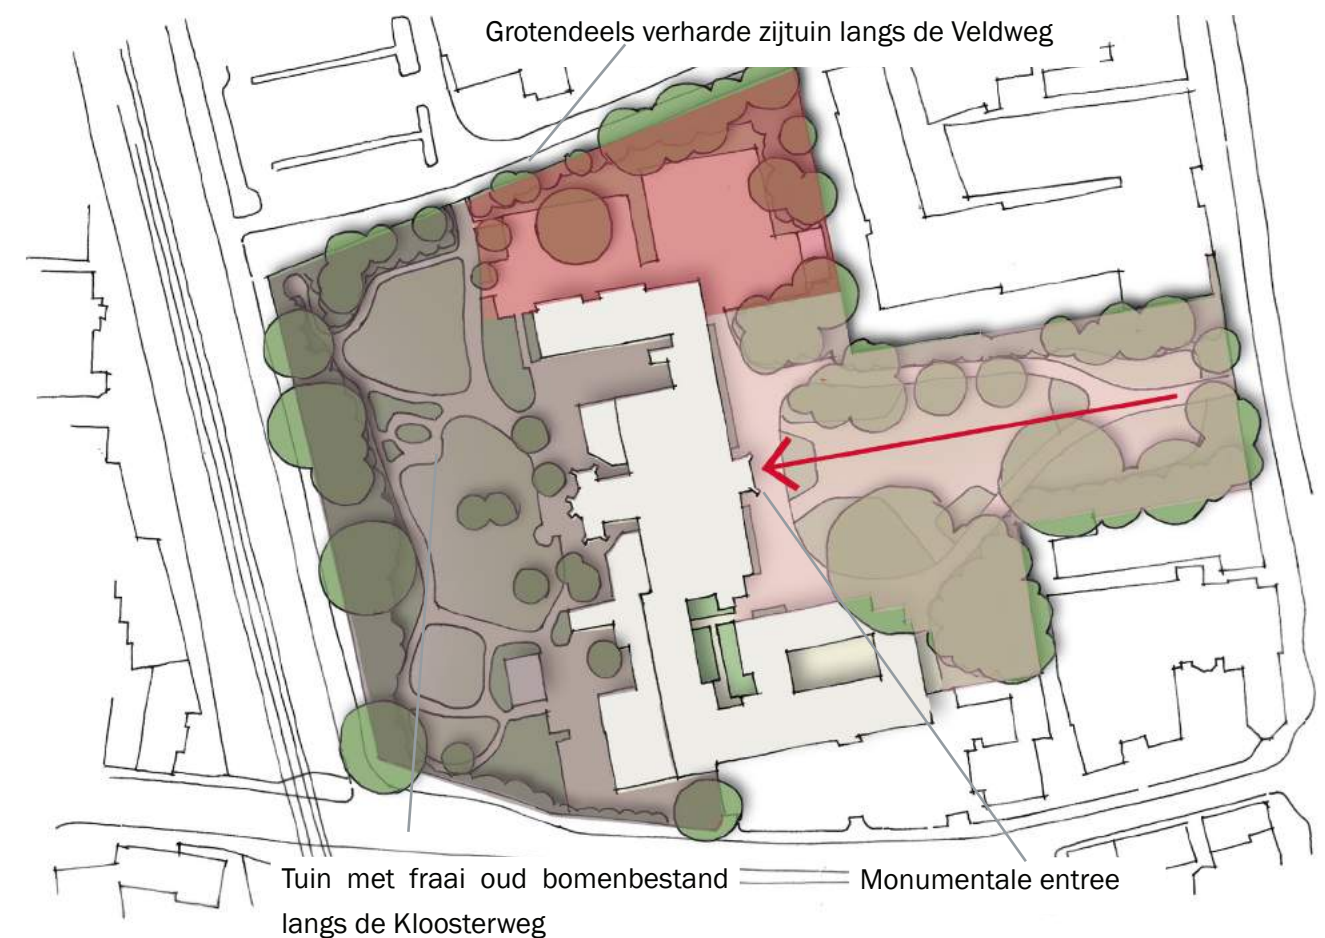 Grotendeels verharde zijtuin langs de Veldweg
Tuin met fraai oud bomenbestand
langs de Kloosterweg
Monumentale entree